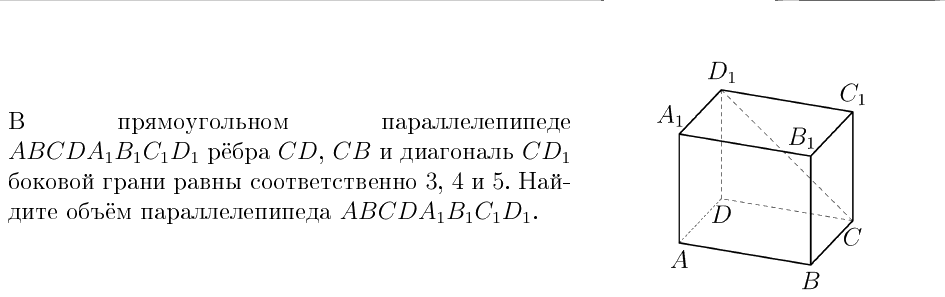 В прямоугольном параллелепипеде
ABCDA₁B₁C₁D₁ рёбра CD, CB и диагональ CD₁
боковой грани равны соответственно 3, 4 и 5. Най-
дите объём параллелепипеда ABCDA₁B₁C₁D₁.
D₁
C₁
A₁
B₁
D
C
A
B